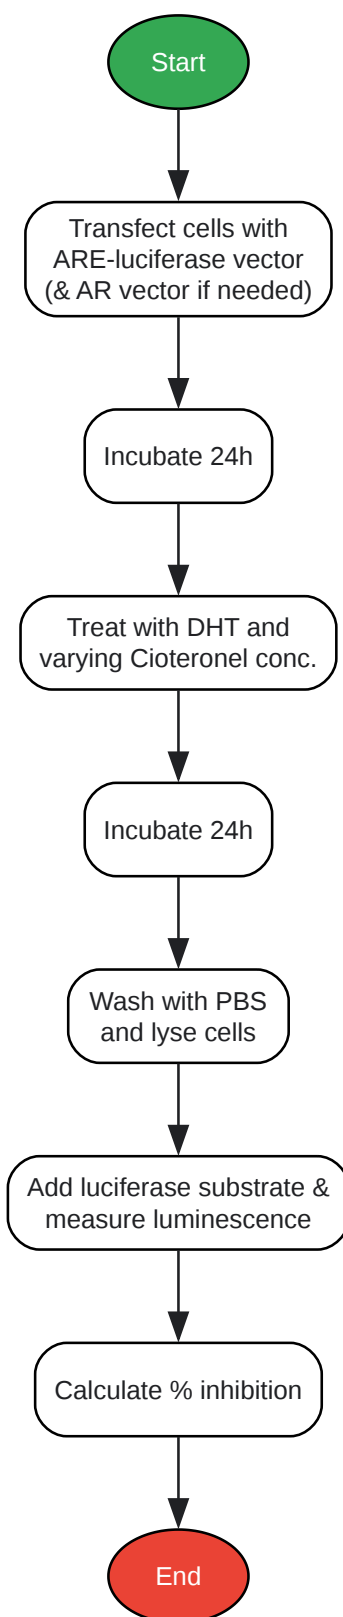 Start
Transfect cells with
ARE-luciferase vector
(& AR vector if needed)
Incubate 24h
Treat with DHT and
varying Cioteronel conc.
Incubate 24h
Wash with PBS
and lyse cells
Add luciferase substrate &
measure luminescence
Calculate % inhibition
End